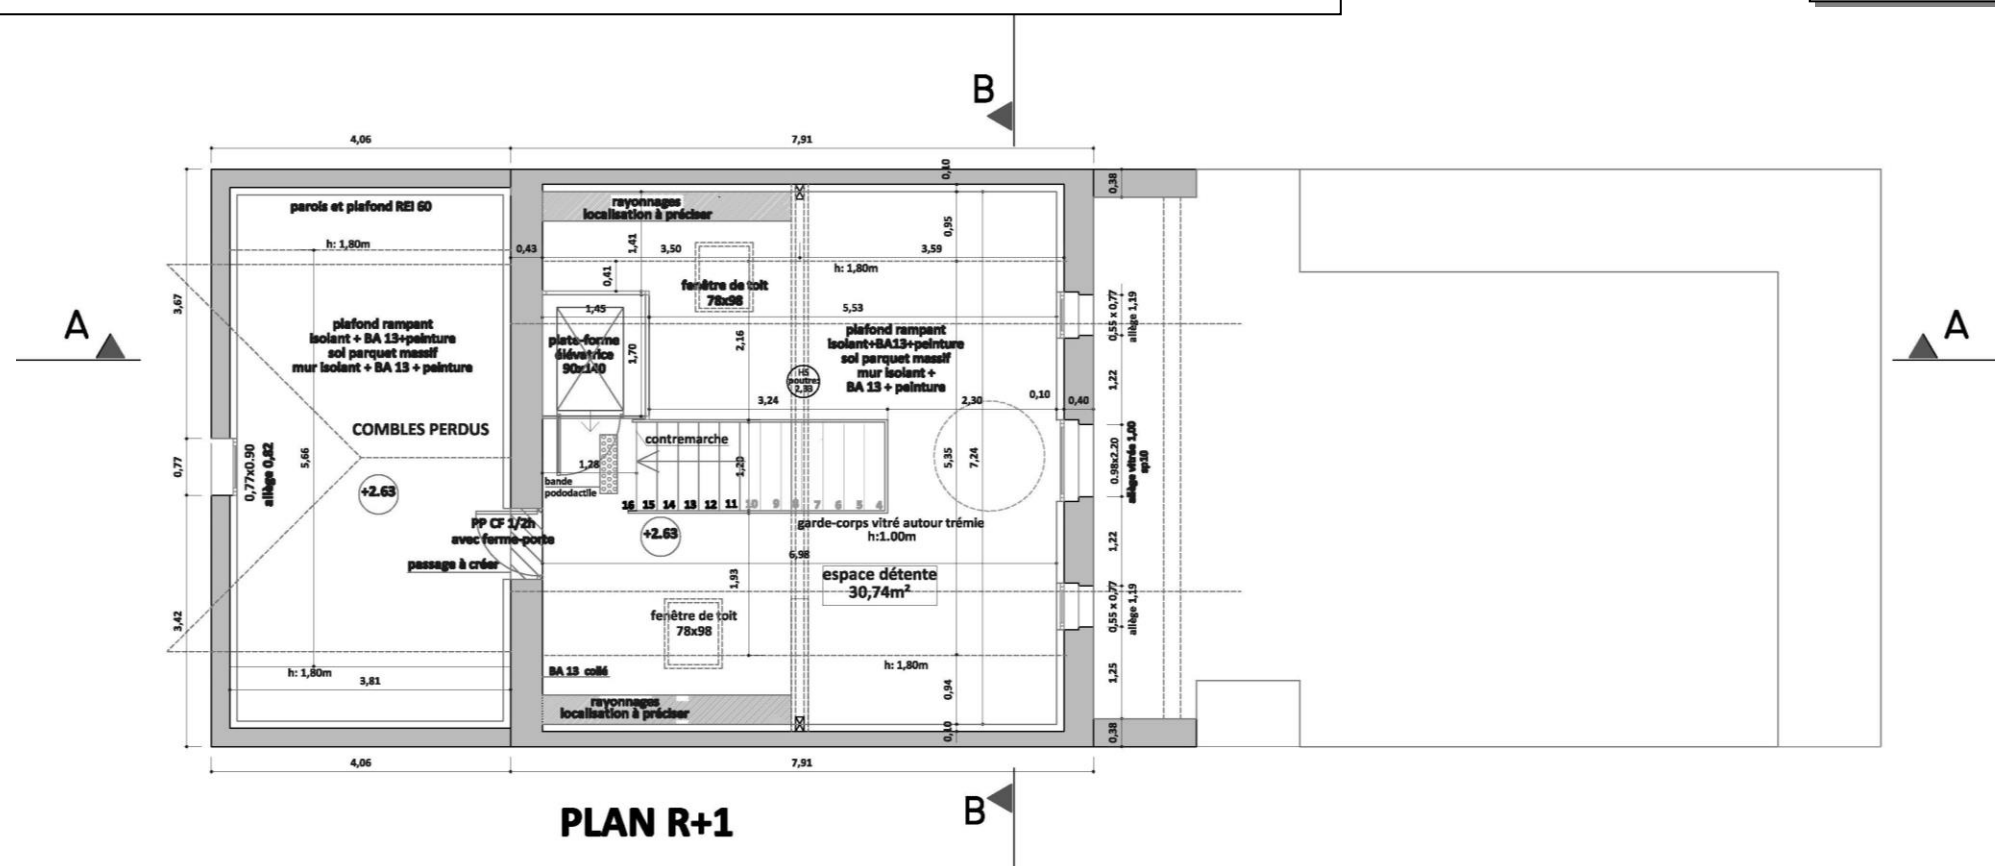 B
4,06
7,91
0,10
0,38
parois et plafond REI 60
rayonnages
localisation à préciser
h: 1,80m
0,43
1,41
3,50
0,95
3,59
h: 1,80m
0,41
fenêtre de toit
78x98
3,67
1,45
5,53
0,55 x 0,77
allège 1,19
A
A
plafond rampant
isolant + BA 13+peinture
sol parquet massif
mur isolant + BA 13 + peinture
plate-forme
élévatrice
90x140
1,70
2,16
plafond rampant
isolant+BA13+peinture
sol parquet massif
mur isolant +
BA 13 + peinture
HS
poutre:
2,33
1,22
3,24
2,30
0,10
0,40
COMBLES PERDUS
contremarche
0,77
0,77x0.90
allège 0,82
5,66
1,28
1,20
5,35
7,24
0.98x2.20
allège vitrée 1,00
sp10
bande
pododactile
+2.63
16 15 14 13 12 11 10 9 8 7 6 5 4
PP CF 1/2h
avec ferme-porte
+2.63
garde-corps vitré autour trémie
h:1.00m
passage à créer
6,98
1,22
1,93
espace détente
30,74m²
3,42
fenêtre de toit
78x98
0,55 x 0,77
allège 1,19
h: 1,80m
3,81
BA 13 collé
h: 1,80m
1,25
0,94
rayonnages
localisation à préciser
0,10
0,38
4,06
7,91
PLAN R+1
B